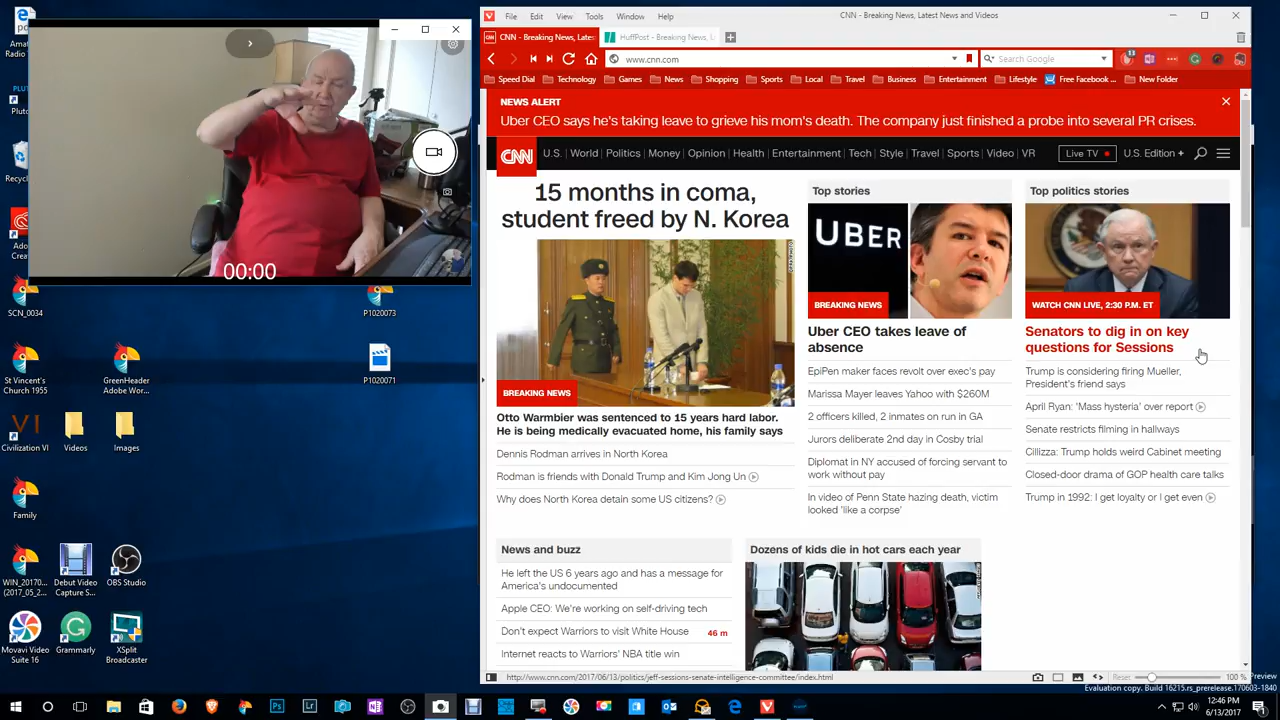 File Edit View Tools Window Help
CNN - Breaking News, Latest News and Videos
CNN - Breaking News, Lates
HuffPost - Breaking News, L
www.cnn.com
Search Google
13
Speed Dial Technology Games News Shopping Sports Local Travel Business Entertainment Lifestyle Free Facebook ... New Folder
NEWS ALERT
Uber CEO says he's taking leave to grieve his mom's death. The company just finished a probe into several PR crises.
CNN U.S. World Politics Money Opinion Health Entertainment Tech Style Travel Sports Video VR Live TV U.S. Edition +
15 months in coma,
student freed by N. Korea
BREAKING NEWS
Otto Warmbier was sentenced to 15 years hard labor.
He is being medically evacuated home, his family says
Dennis Rodman arrives in North Korea
Rodman is friends with Donald Trump and Kim Jong Un
Why does North Korea detain some US citizens?
Top stories
UBER
BREAKING NEWS
Uber CEO takes leave of
absence
EpiPen maker faces revolt over exec's pay
Marissa Mayer leaves Yahoo with $260M
2 officers killed, 2 inmates on run in GA
Jurors deliberate 2nd day in Cosby trial
Diplomat in NY accused of forcing servant to
work without pay
In video of Penn State hazing death, victim
looked 'like a corpse'
Top politics stories
WATCH CNN LIVE, 2:30 P.M. ET
Senators to dig in on key
questions for Sessions
Trump is considering firing Mueller,
President's friend says
April Ryan: 'Mass hysteria' over report
Senate restricts filming in hallways
Cillizza: Trump holds weird Cabinet meeting
Closed-door drama of GOP health care talks
Trump in 1992: I get loyalty or I get even
News and buzz
He left the US 6 years ago and has a message for
America's undocumented
Apple CEO: We're working on self-driving tech
Don't expect Warriors to visit White House 46 m
Internet reacts to Warriors' NBA title win
Dozens of kids die in hot cars each year
http://www.cnn.com/2017/06/13/politics/jeff-sessions-senate-intelligence-committee/index.html
Reset 100 %
00:00
SCN_0034
P1020073
St Vincent's
Church 1955
GreenHeader
Adobe Wor...
P1020071
Civilization VI
Videos
Images
Family
WIN_20170...
(2017_05_2...
Debut Video
Capture S...
OBS Studio
Movavi Video
Suite 16
Grammarly
XSplit
Broadcaster
Evaluation copy. Build 16215.rs_prerelease.170603-1840
12:46 PM
6/13/2017